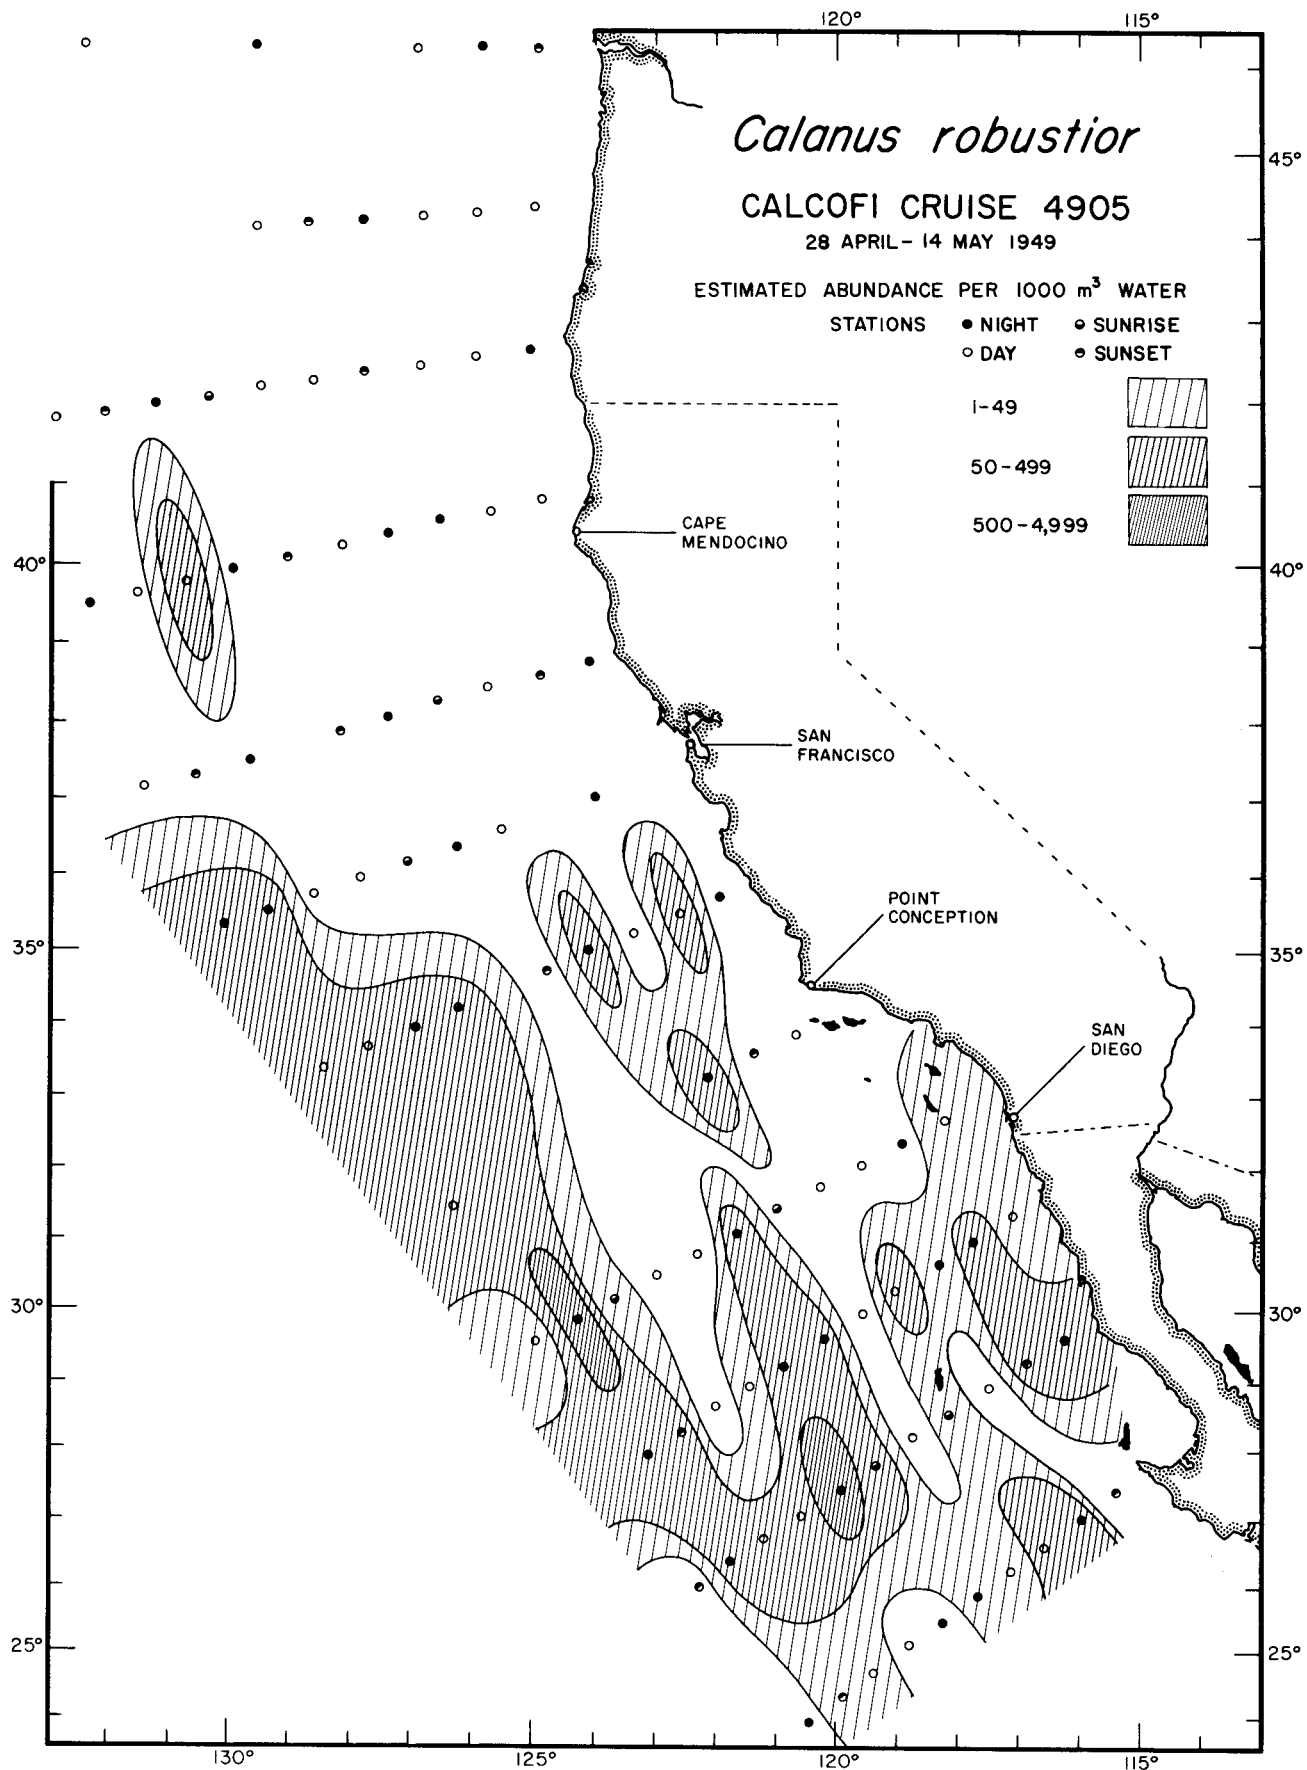 120° 115°
Calanus robustior
45°
CALCOFI CRUISE 4905
28 APRIL – 14 MAY 1949
ESTIMATED ABUNDANCE PER 1000 m³ WATER
STATIONS ● NIGHT ◒ SUNRISE
○ DAY ◓ SUNSET
1–49
50–499
500–4,999
CAPE
MENDOCINO
40° 40°
SAN
FRANCISCO
POINT
CONCEPTION
35° 35°
SAN
DIEGO
30° 30°
25° 25°
130° 125° 120° 115°